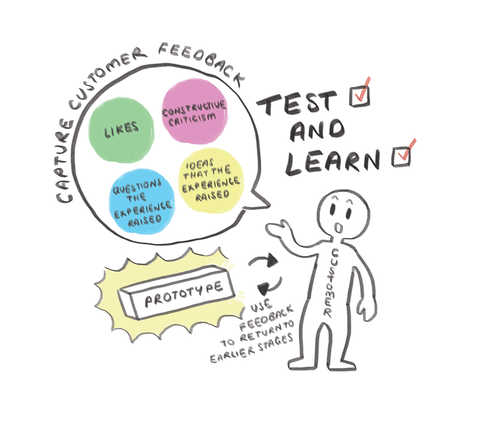 CAPTURE CUSTOMER FEEDBACK
LIKES
CONSTRUCTIVE
CRITICISM
QUESTIONS
THE
EXPERIENCE
RAISED
IDEAS
THAT THE
EXPERIENCE
RAISED
TEST
AND
LEARN
PROTOTYPE
USE
FEEDBACK
TO RETURN TO
EARLIER STAGES
CUSTOMER